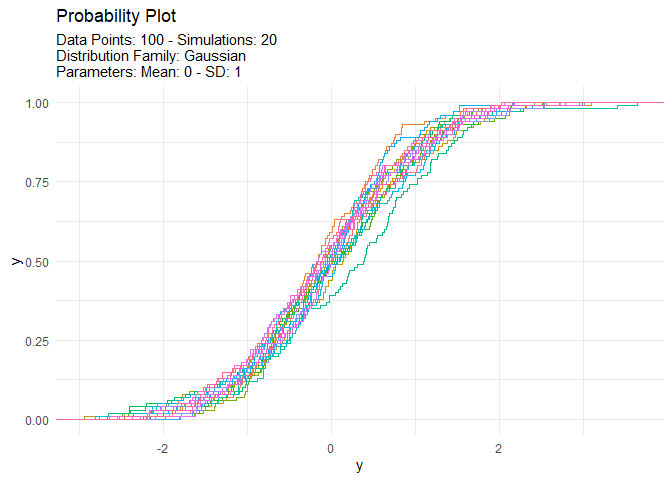 Probability Plot
Data Points: 100 - Simulations: 20
Distribution Family: Gaussian
Parameters: Mean: 0 - SD: 1
1.00
0.75
y
0.50
0.25
0.00
-2
0
2
y